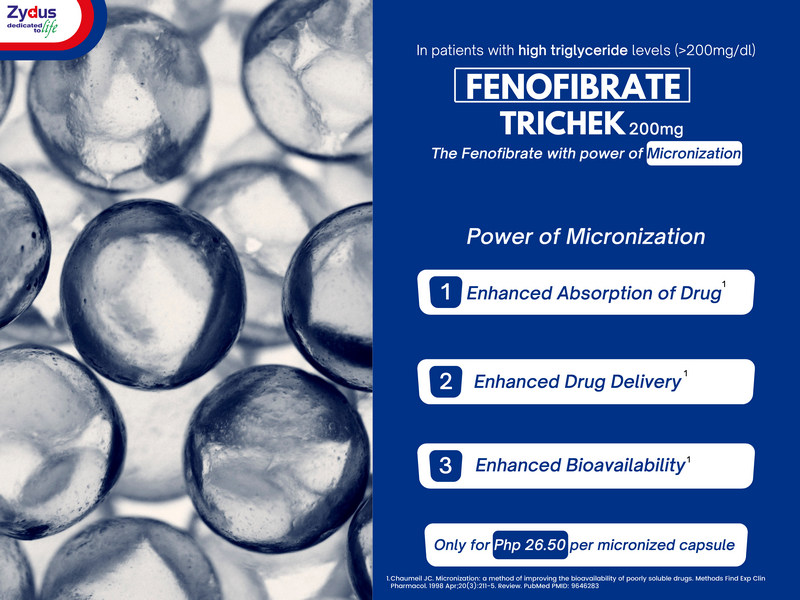 Zydus
dedicated
to life
In patients with high triglyceride levels (>200mg/dl)
FENOFIBRATE
TRICHEK 200mg
The Fenofibrate with power of Micronization
Power of Micronization
1 Enhanced Absorption of Drug¹
2 Enhanced Drug Delivery¹
3 Enhanced Bioavailability¹
Only for Php 26.50 per micronized capsule
1.Chaumeil JC. Micronization: a method of improving the bioavailability of poorly soluble drugs. Methods Find Exp Clin
Pharmacol. 1998 Apr;20(3):211-5. Review. PubMed PMID: 9646283